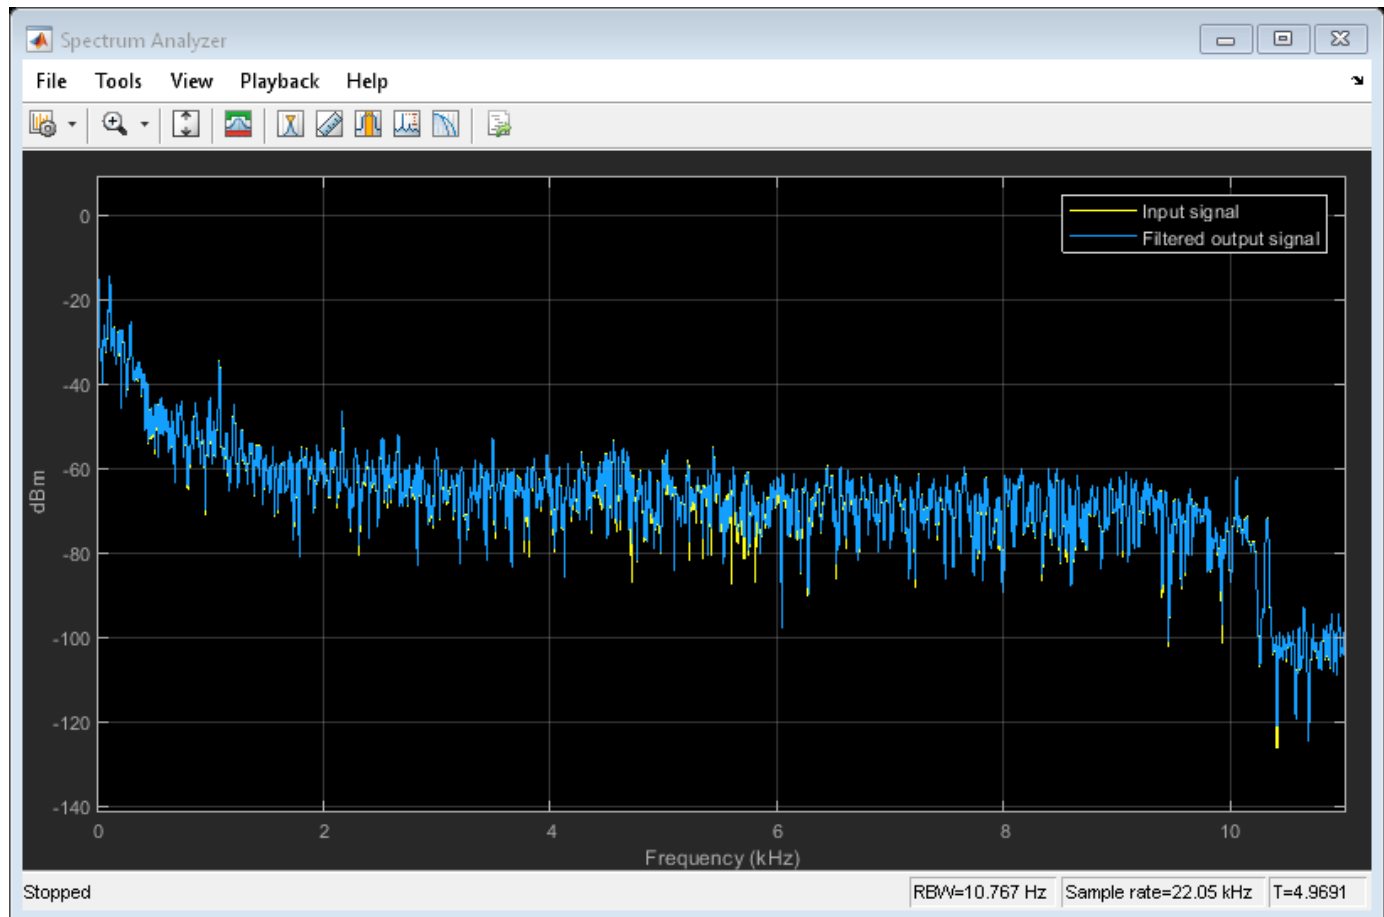 Spectrum Analyzer
File Tools View Playback Help
Input signal
Filtered output signal
0
-20
-40
-60
-80
-100
-120
-140
dBm
0 2 4 6 8 10
Frequency (kHz)
Stopped RBW=10.767 Hz Sample rate=22.05 kHz T=4.9691